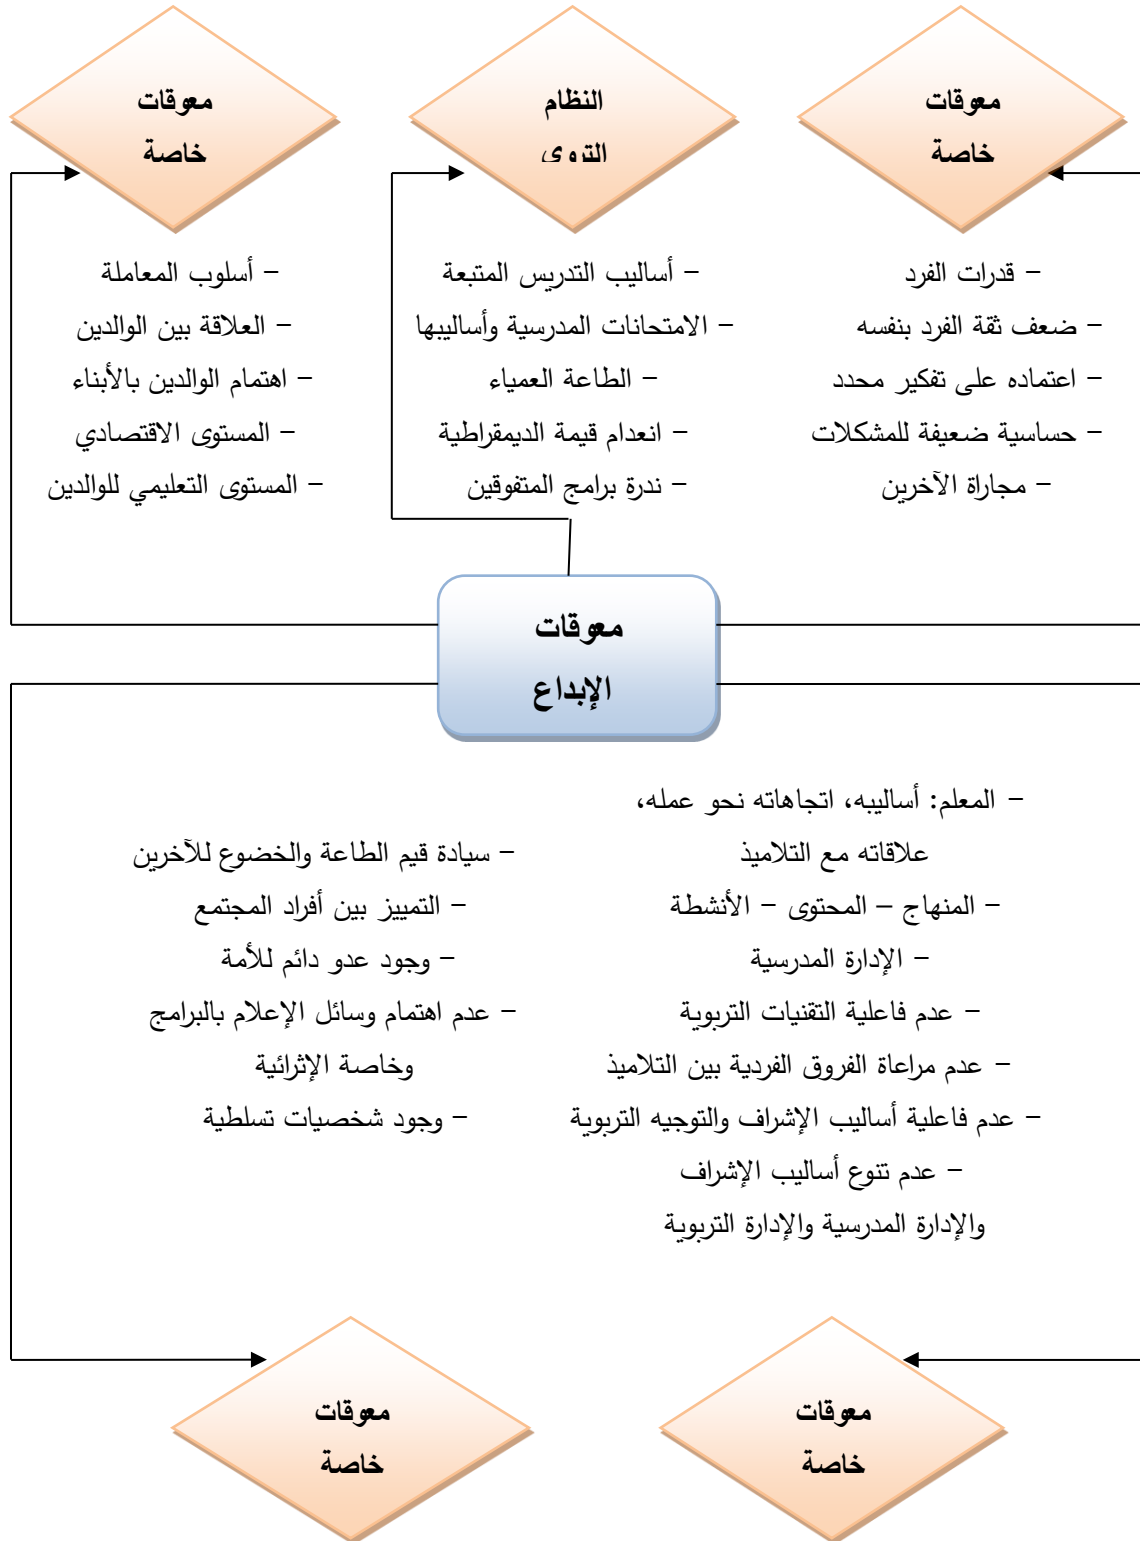 معوقات
خاصة
النظام
التروي
معوقات
خاصة
– قدرات الفرد
– ضعف ثقة الفرد بنفسه
– اعتماده على تفكير محدد
– حساسية ضعيفة للمشكلات
– مجاراة الآخرين
– أساليب التدريس المتبعة
– الامتحانات المدرسية وأساليبها
– الطاعة العمياء
– انعدام قيمة الديمقراطية
– ندرة برامج المتفوقين
– أسلوب المعاملة
– العلاقة بين الوالدين
– اهتمام الوالدين بالأبناء
– المستوى الاقتصادي
– المستوى التعليمي للوالدين
معوقات
الإبداع
– المعلم: أساليبه، اتجاهاته نحو عمله،
علاقاته مع التلاميذ
– المنهاج – المحتوى – الأنشطة
– الإدارة المدرسية
– عدم فاعلية التقنيات التربوية
– عدم مراعاة الفروق الفردية بين التلاميذ
– عدم فاعلية أساليب الإشراف والتوجيه التربوية
– عدم تنوع أساليب الإشراف
والإدارة المدرسية والإدارة التربوية
– سيادة قيم الطاعة والخضوع للآخرين
– التمييز بين أفراد المجتمع
– وجود عدو دائم للأمة
– عدم اهتمام وسائل الإعلام بالبرامج
وخاصة الإثرائية
– وجود شخصيات تسلطية
معوقات
خاصة
معوقات
خاصة